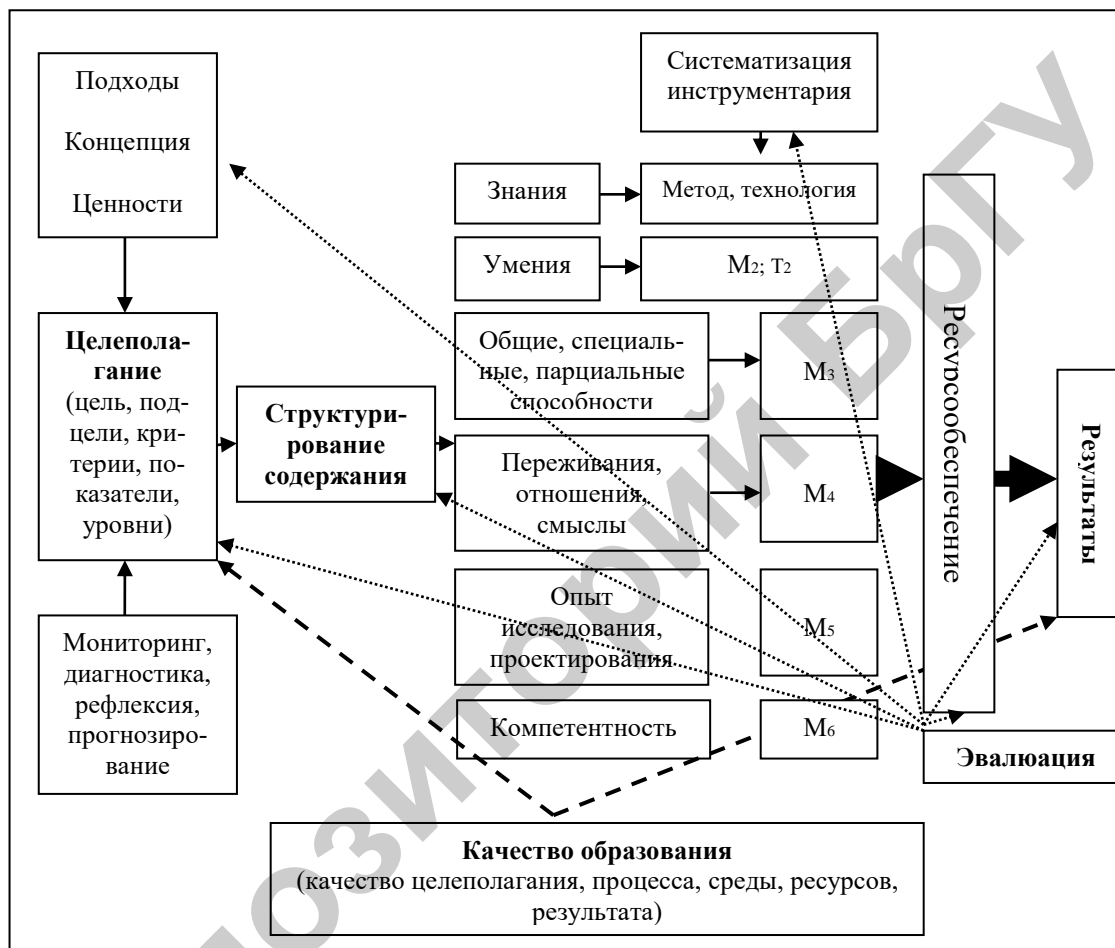 Подходы
Концепция
Ценности
Систематизация
инструментария
Знания
Метод, технология
Умения
М2; Т2
Целепола-
гание
(цель, под-
цели, кри-
терии, по-
казатели,
уровни)
Структури-
рование
содержания
Общие, специаль-
ные, парциальные
способности
М3
Переживания,
отношения,
смыслы
М4
Опыт
исследования,
проектирования
М5
Компетентность
М6
Ресурсообеспечение
Результаты
Мониторинг,
диагностика,
рефлексия,
прогнозиро-
вание
Эвалюация
Качество образования
(качество целеполагания, процесса, среды, ресурсов,
результата)
позиторий БрГУ